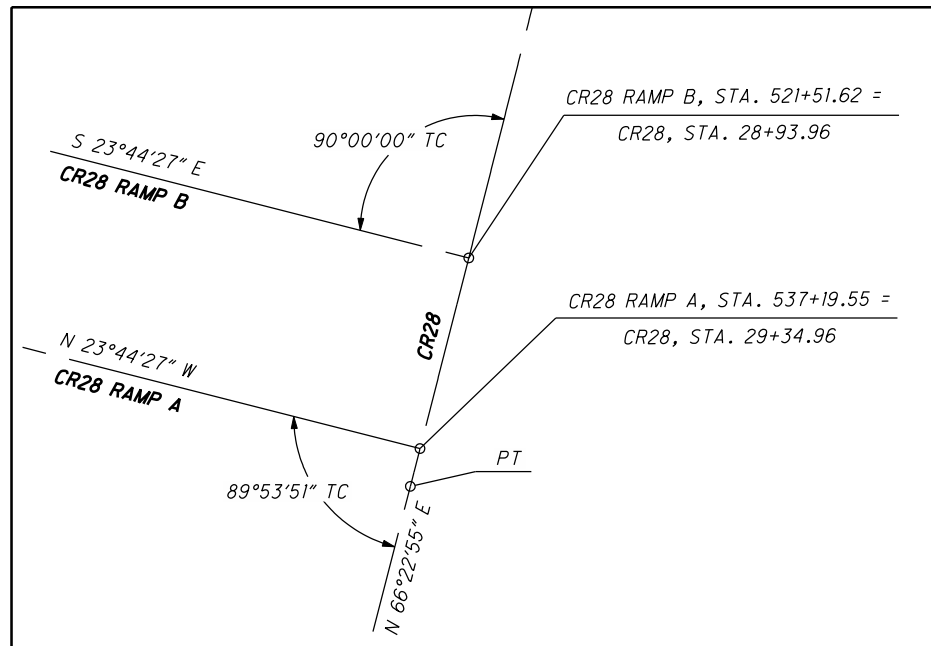 CR28 RAMP B, STA. 521+51.62 =
CR28, STA. 28+93.96
90°00'00" TC
S 23°44'27" E
CR28 RAMP B
CR28 RAMP A, STA. 537+19.55 =
CR28, STA. 29+34.96
CR28
N 23°44'27" W
CR28 RAMP A
PT
89°53'51" TC
N 66°22'55" E